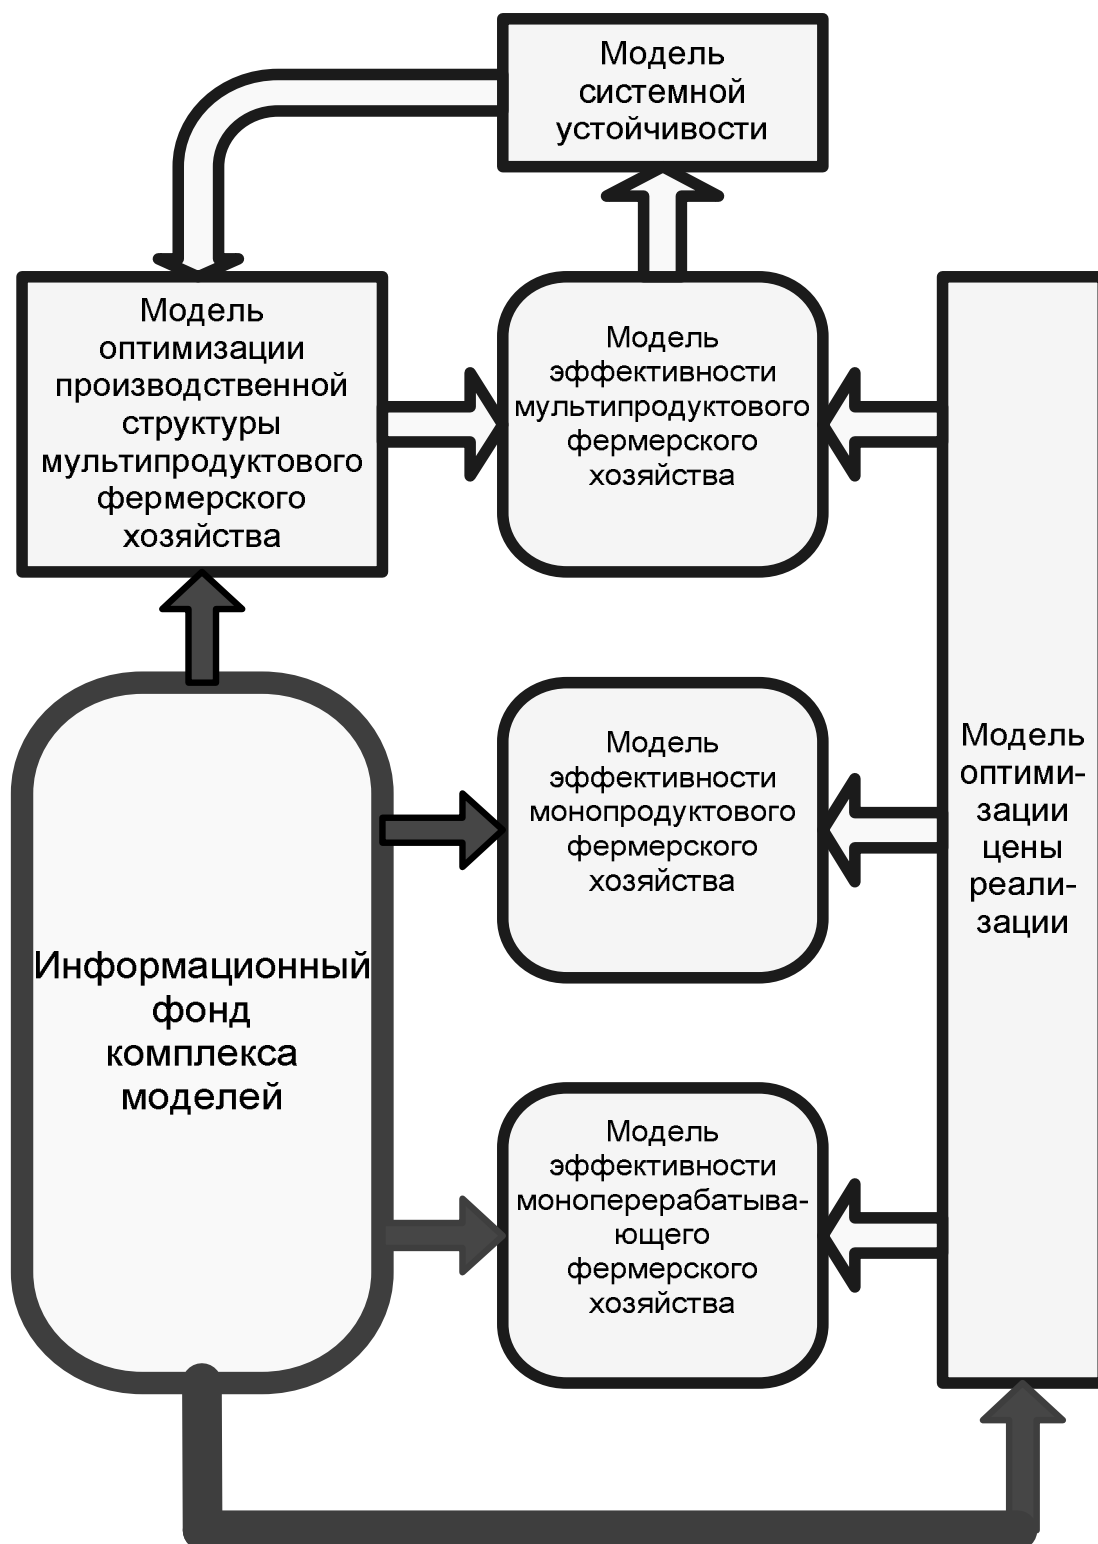 Модель
системной
устойчивости
Модель
оптимизации
производственной
структуры
мультипродуктового
фермерского
хозяйства
Модель
эффективности
мультипродуктового
фермерского
хозяйства
Модель
эффективности
монопродуктового
фермерского
хозяйства
Модель
оптими-
зации
цены
реали-
зации
Информационный
фонд
комплекса
моделей
Модель
эффективности
моноперерабатыва-
ющего
фермерского
хозяйства